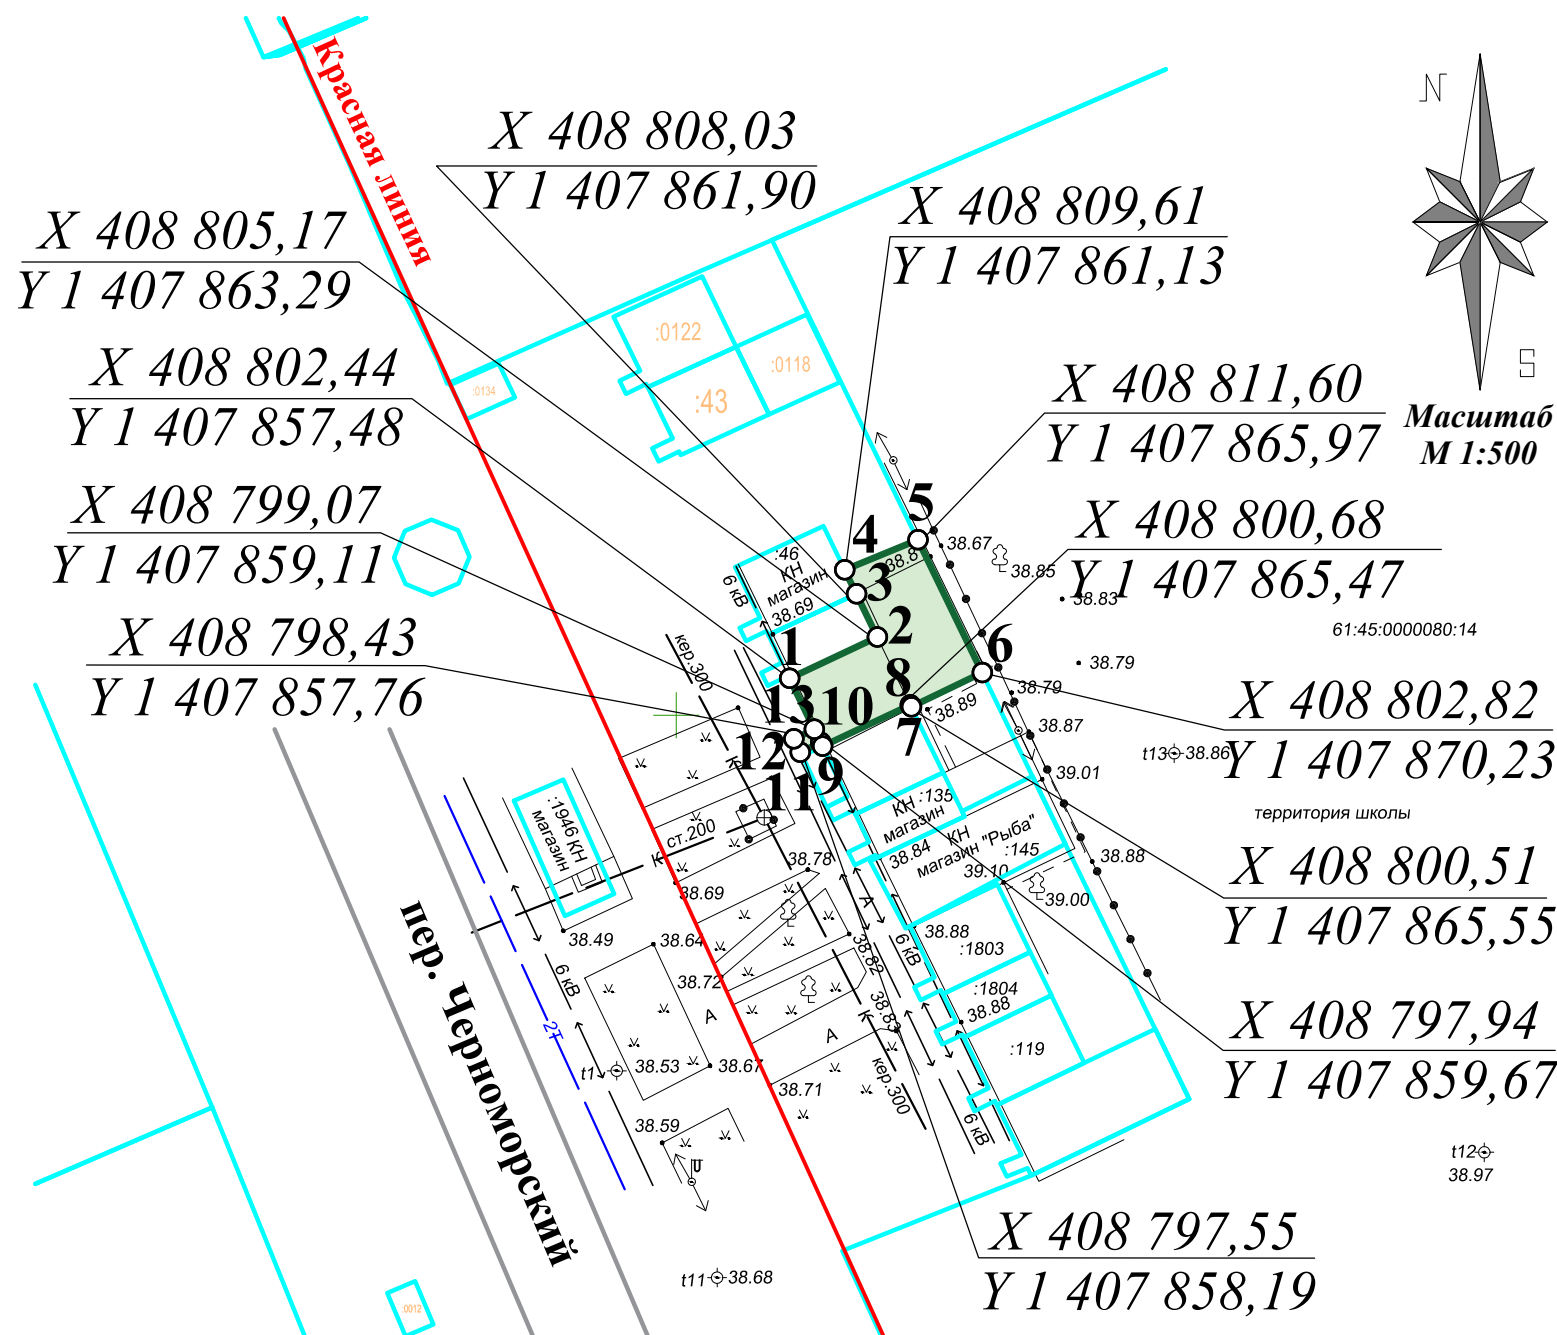 Красная линия
N
S
Масштаб
М 1:500
X 408 808,03
Y 1 407 861,90
X 408 809,61
Y 1 407 861,13
X 408 805,17
Y 1 407 863,29
X 408 802,44
Y 1 407 857,48
X 408 811,60
Y 1 407 865,97
X 408 799,07
Y 1 407 859,11
X 408 800,68
Y 1 407 865,47
X 408 798,43
Y 1 407 857,76
X 408 802,82
Y 1 407 870,23
X 408 800,51
Y 1 407 865,55
X 408 797,94
Y 1 407 859,67
X 408 797,55
Y 1 407 858,19
:0122
:0118
:0134
:43
5
4
3
2
1
6
8
7
13
10
12
9
11
:46
КН
магазин
38.69
6 кВ
38.8
38.67
38.85
38.83
61:45:0000080:14
38.79
38.79
38.89
38.87
t13
38.86
39.01
территория школы
кер.300
К
ст.200
К
:1946 КН
магазин
КН
:135
магазин
38.84
КН
магазин "Рыба"
:145
39.10
38.88
39.00
38.78
38.69
38.49
38.64
38.72
38.82
38.83
38.88
:1803
:1804
38.88
:119
А
6 кВ
А
А
К
кер.300
6 кВ
6 кВ
2Т
t1
38.53
38.67
38.71
38.59
пер. Черноморский
t12
38.97
t11
38.68
:0012